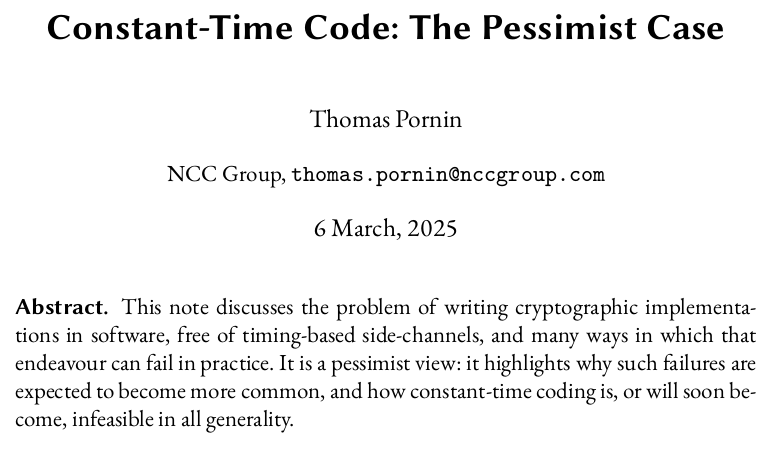 Constant-Time Code: The Pessimist Case
Thomas Pornin
NCC Group, thomas.pornin@nccgroup.com
6 March, 2025
Abstract. This note discusses the problem of writing cryptographic implementa-
tions in software, free of timing-based side-channels, and many ways in which that
endeavour can fail in practice. It is a pessimist view: it highlights why such failures are
expected to become more common, and how constant-time coding is, or will soon be-
come, infeasible in all generality.